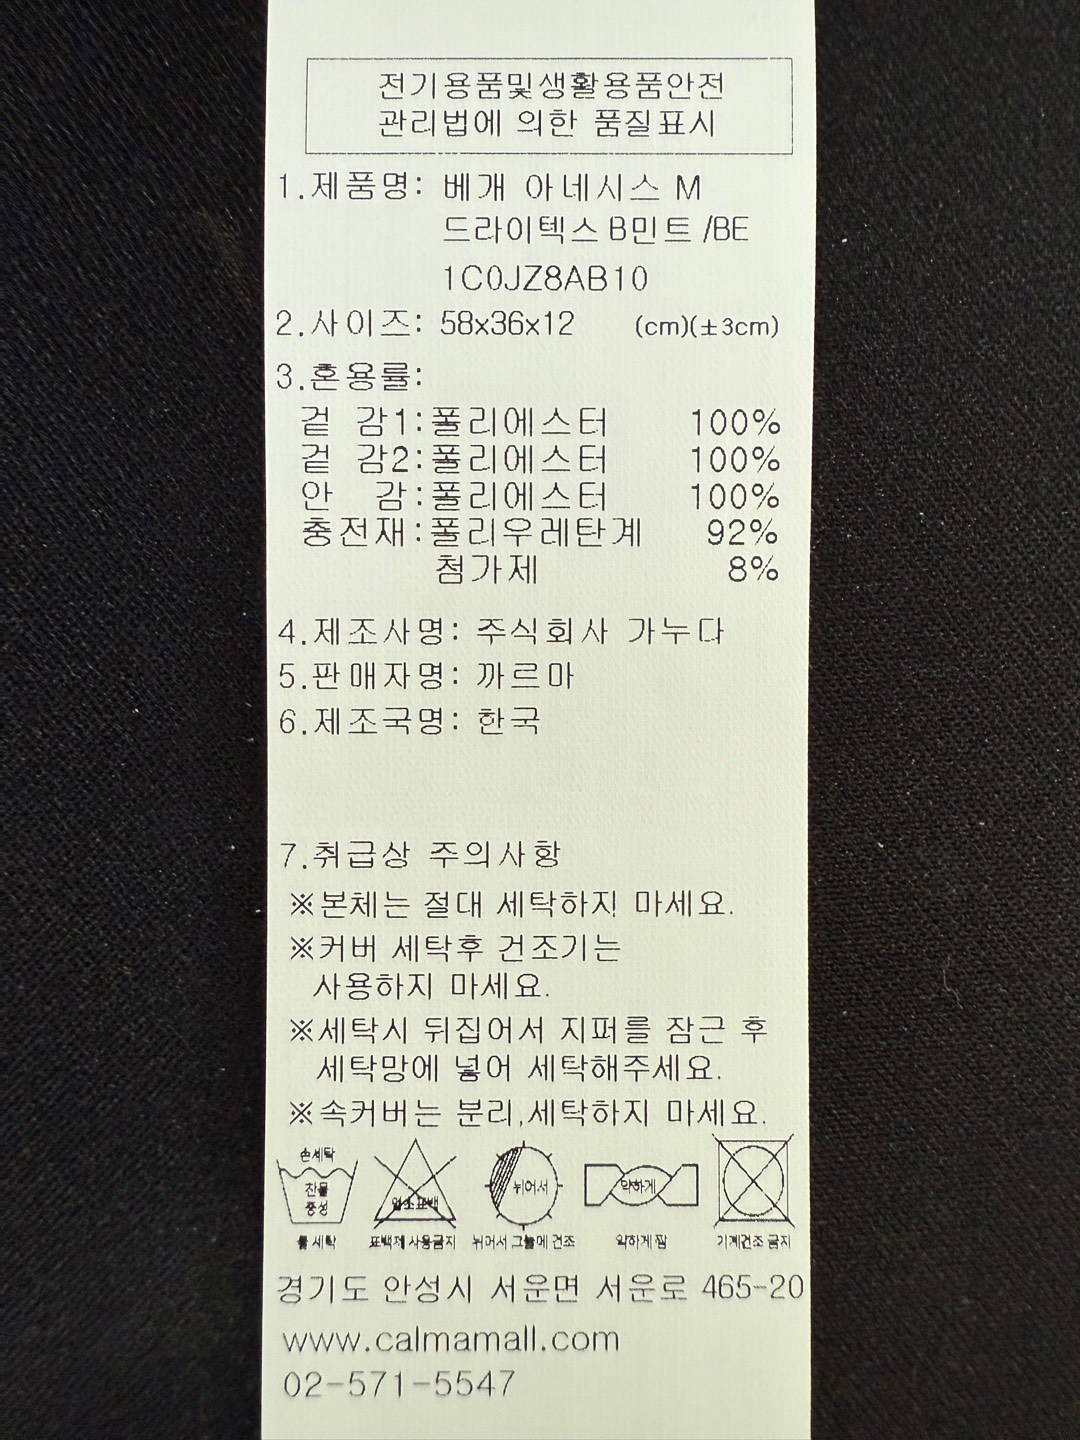 전기용품및생활용품안전
관리법에 의한 품질표시
1.제품명: 베개 아네시스 M
드라이텍스 B민트 /BE
1C0JZ8AB10
2.사이즈: 58x36x12 (cm)(±3cm)
3.혼용률:
겉 감1:폴리에스터 100%
겉 감2:폴리에스터 100%
안 감:폴리에스터 100%
충전재:폴리우레탄계 92%
첨가제 8%
4.제조사명: 주식회사 가누다
5.판매자명: 까르마
6.제조국명: 한국
7.취급상 주의사항
※본체는 절대 세탁하지 마세요.
※커버 세탁후 건조기는
사용하지 마세요.
※세탁시 뒤집어서 지퍼를 잠근 후
세탁망에 넣어 세탁해주세요.
※속커버는 분리,세탁하지 마세요.
손세탁
찬물
중성
염소표백
뉘어서
약하게
물 세탁 표백제 사용금지 뉘어서 그늘에 건조 약하게 짬 기계건조 금지
경기도 안성시 서운면 서운로 465-20
www.calmamall.com
02-571-5547